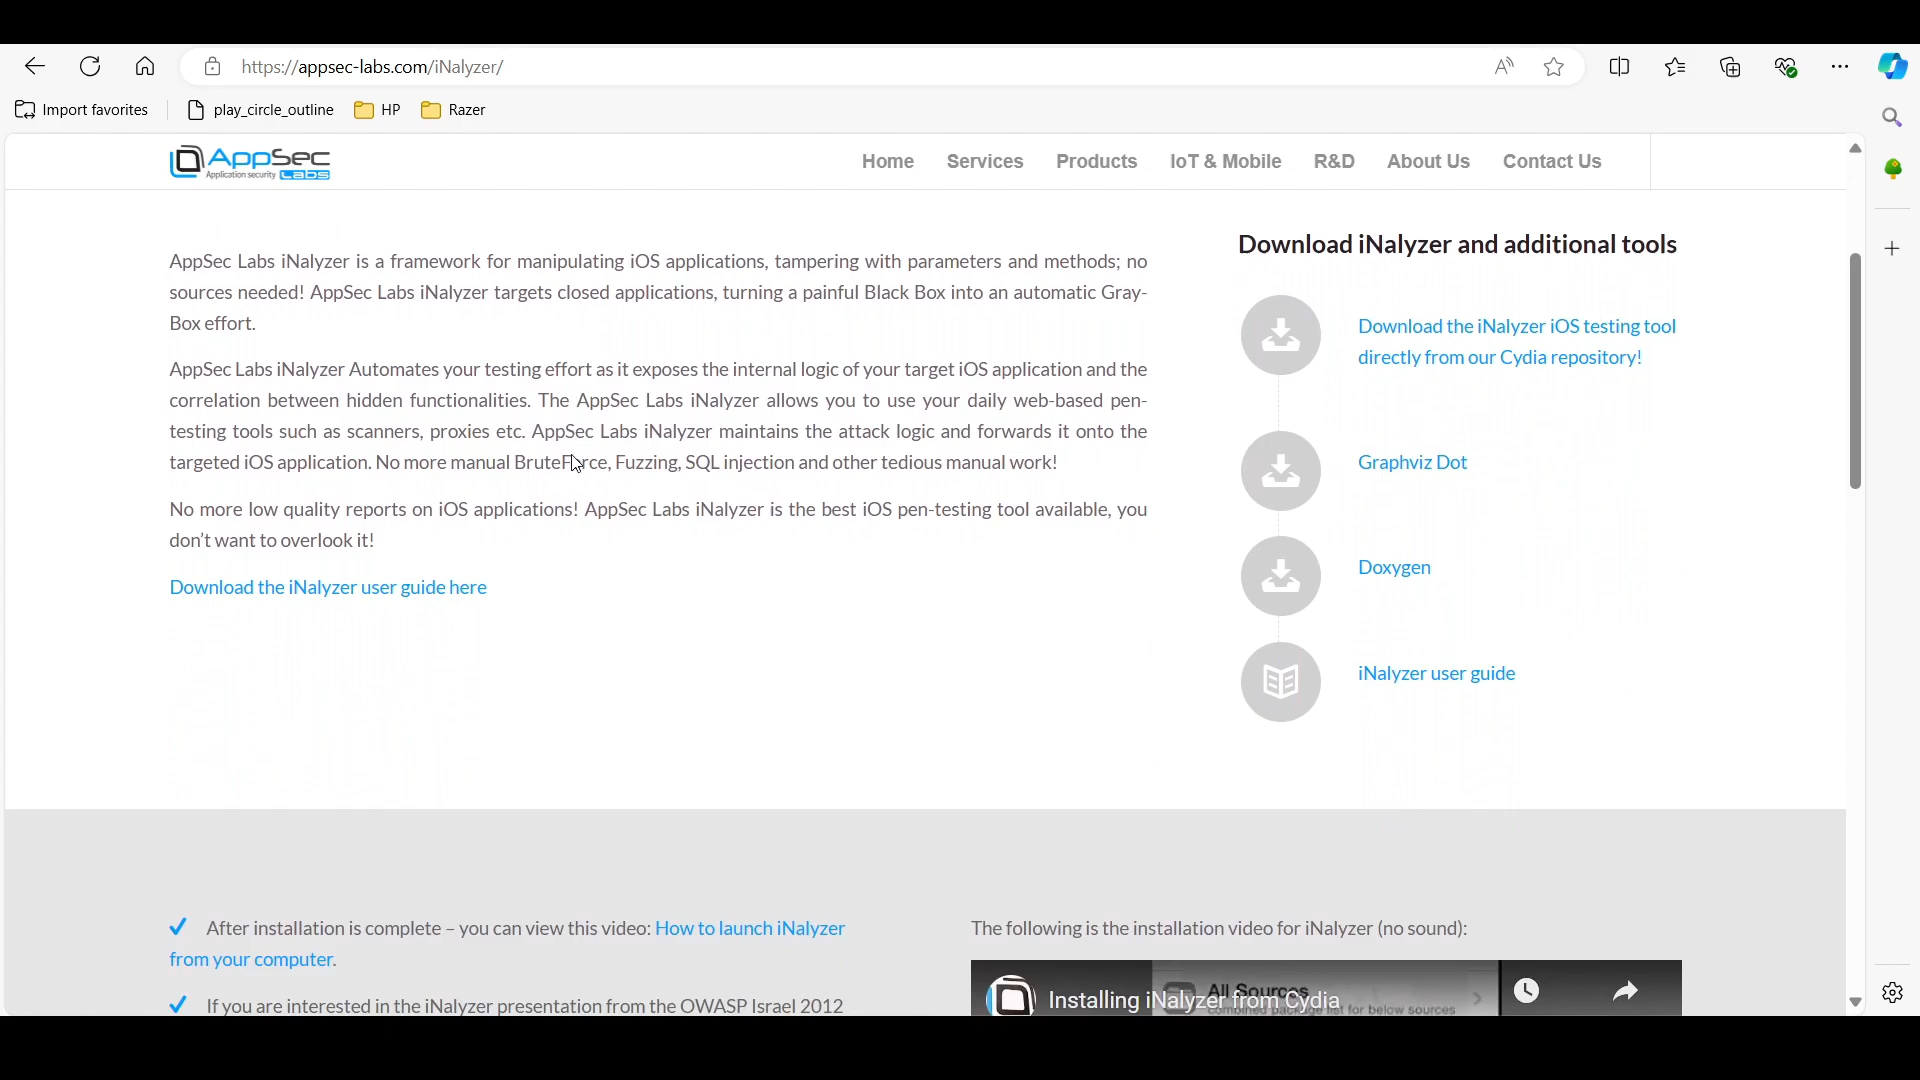 https://appsec-labs.com/iNalyzer/
Import favorites
play_circle_outline
HP
Razer
AppSec
Application security Labs
Home
Services
Products
IoT & Mobile
R&D
About Us
Contact Us
AppSec Labs iNalyzer is a framework for manipulating iOS applications, tampering with parameters and methods; no
sources needed! AppSec Labs iNalyzer targets closed applications, turning a painful Black Box into an automatic Gray-
Box effort.
AppSec Labs iNalyzer Automates your testing effort as it exposes the internal logic of your target iOS application and the
correlation between hidden functionalities. The AppSec Labs iNalyzer allows you to use your daily web-based pen-
testing tools such as scanners, proxies etc. AppSec Labs iNalyzer maintains the attack logic and forwards it onto the
targeted iOS application. No more manual BruteForce, Fuzzing, SQL injection and other tedious manual work!
No more low quality reports on iOS applications! AppSec Labs iNalyzer is the best iOS pen-testing tool available, you
don’t want to overlook it!
Download the iNalyzer user guide here
Download iNalyzer and additional tools
Download the iNalyzer iOS testing tool
directly from our Cydia repository!
Graphviz Dot
Doxygen
iNalyzer user guide
After installation is complete – you can view this video: How to launch iNalyzer
from your computer.
If you are interested in the iNalyzer presentation from the OWASP Israel 2012
The following is the installation video for iNalyzer (no sound):
Installing iNalyzer from Cydia
All Sources
combined package list for below sources